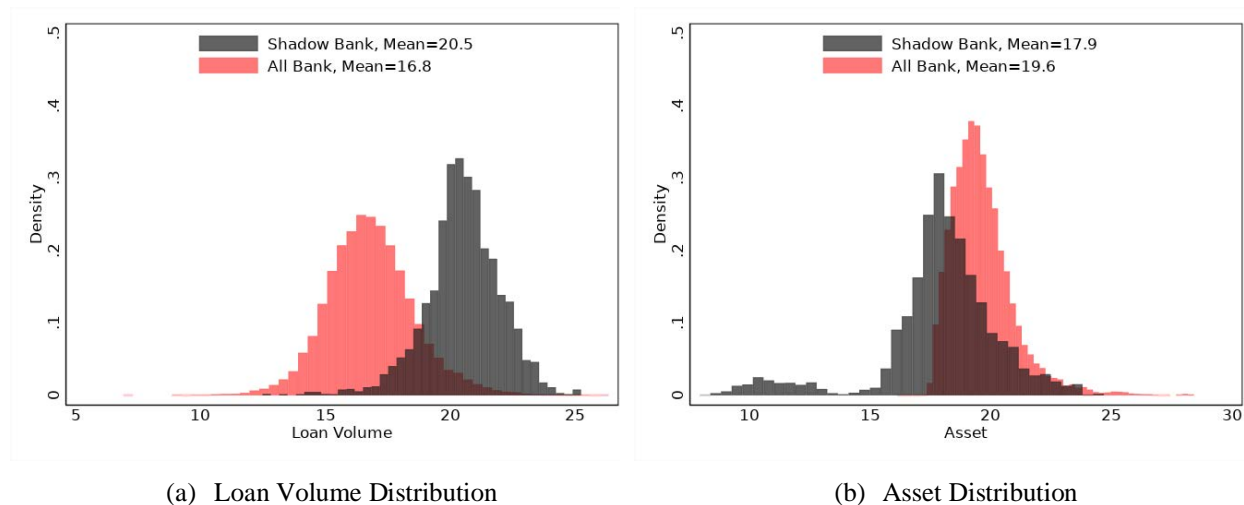 Shadow Bank, Mean=20.5
All Bank, Mean=16.8
Density
0
.1
.2
.3
.4
.5
5
10
15
20
25
Loan Volume
(a) Loan Volume Distribution
Shadow Bank, Mean=17.9
All Bank, Mean=19.6
Density
0
.1
.2
.3
.4
.5
10
15
20
25
30
Asset
(b) Asset Distribution